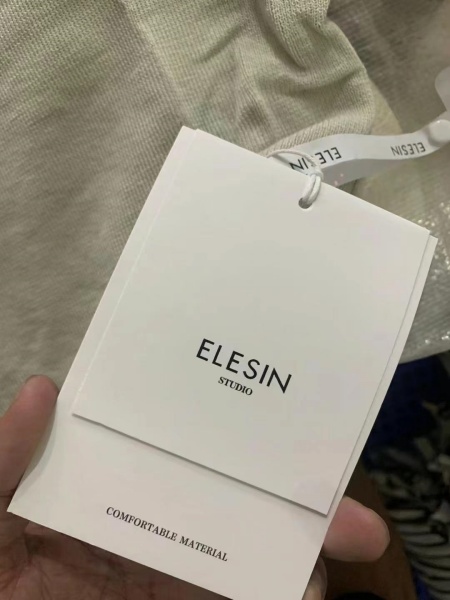 ELESIN
ELESIN
ELESIN
STUDIO
COMFORTABLE MATERIAL